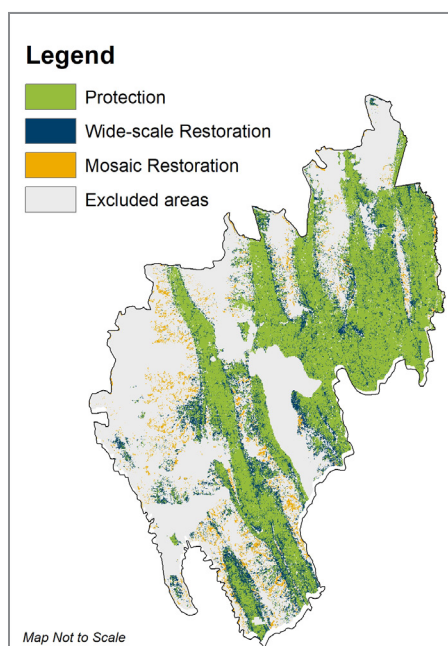 Legend
Protection
Wide-scale Restoration
Mosaic Restoration
Excluded areas
Map Not to Scale